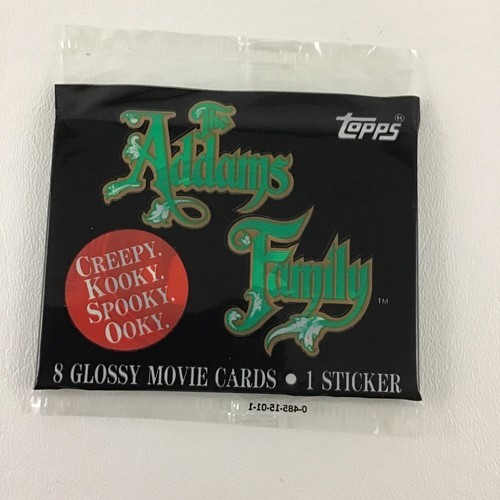 The
Addams
Family
TM
topps
®
CREEPY.
KOOKY.
SPOOKY.
OOKY.
8 GLOSSY MOVIE CARDS • 1 STICKER
0-485-15-01-1